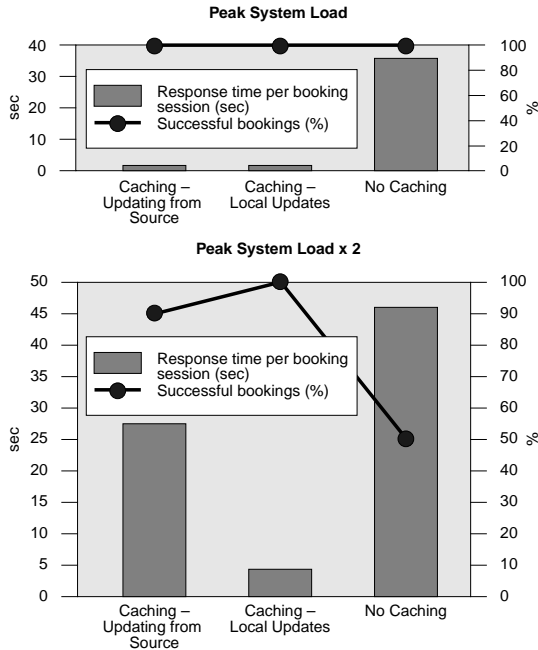 Peak System Load
40
30
20
10
0
sec
100
80
60
40
20
0
%
Response time per booking
session (sec)
Successful bookings (%)
Caching –
Updating from
Source
Caching –
Local Updates
No Caching
Peak System Load x 2
50
45
40
35
30
25
20
15
10
5
0
sec
100
90
80
70
60
50
40
30
20
10
0
%
Response time per booking
session (sec)
Successful bookings (%)
Caching –
Updating from
Source
Caching –
Local Updates
No Caching